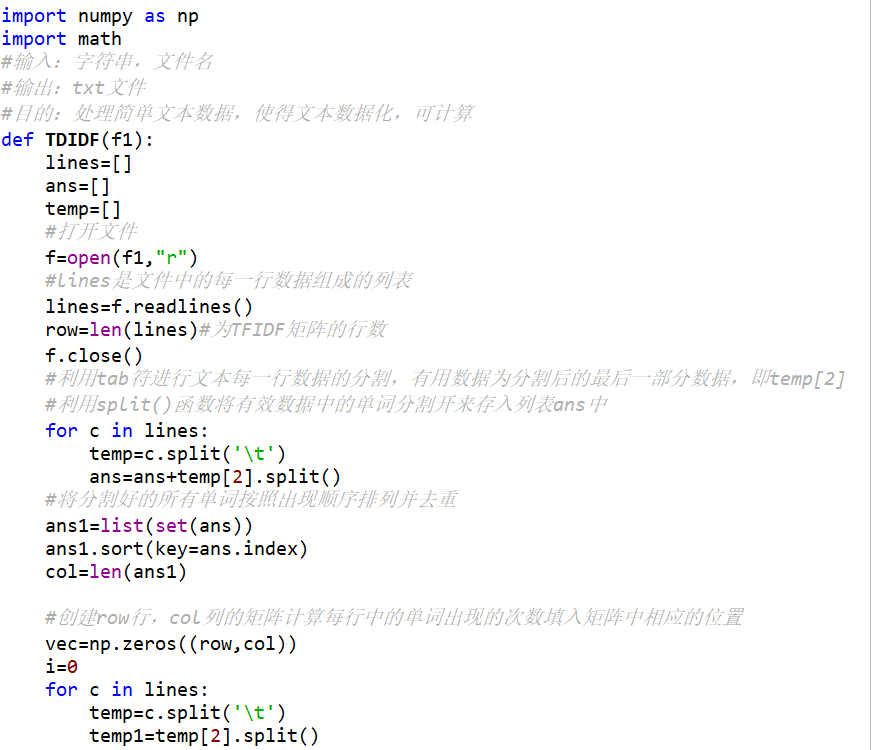 import numpy as np
import math
#输入：字符串，文件名
#输出：txt文件
#目的：处理简单文本数据，使得文本数据化，可计算
def TDIDF(f1):
    lines=[]
    ans=[]
    temp=[]
    #打开文件
    f=open(f1,"r")
    #lines是文件中的每一行数据组成的列表
    lines=f.readlines()
    row=len(lines)#为TFIDF矩阵的行数
    f.close()
    #利用tab符进行文本每一行数据的分割，有用数据为分割后的最后一部分数据，即temp[2]
    #利用split()函数将有效数据中的单词分割开来存入列表ans中
    for c in lines:
        temp=c.split('\t')
        ans=ans+temp[2].split()
    #将分割好的所有单词按照出现顺序排列并去重
    ans1=list(set(ans))
    ans1.sort(key=ans.index)
    col=len(ans1)
    #创建row行，col列的矩阵计算每行中的单词出现的次数填入矩阵中相应的位置
    vec=np.zeros((row,col))
    i=0
    for c in lines:
        temp=c.split('\t')
        temp1=temp[2].split()